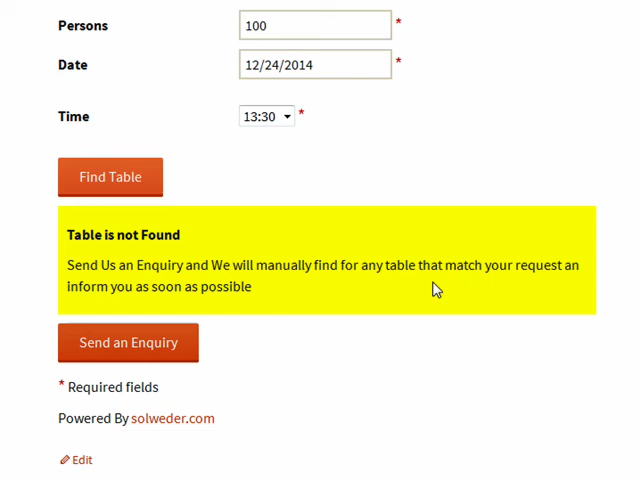 Persons 100 *
Date 12/24/2014 *
Time 13:30 *
Find Table
Table is not Found
Send Us an Enquiry and We will manually find for any table that match your request an
inform you as soon as possible
Send an Enquiry
* Required fields
Powered By solweder.com
Edit